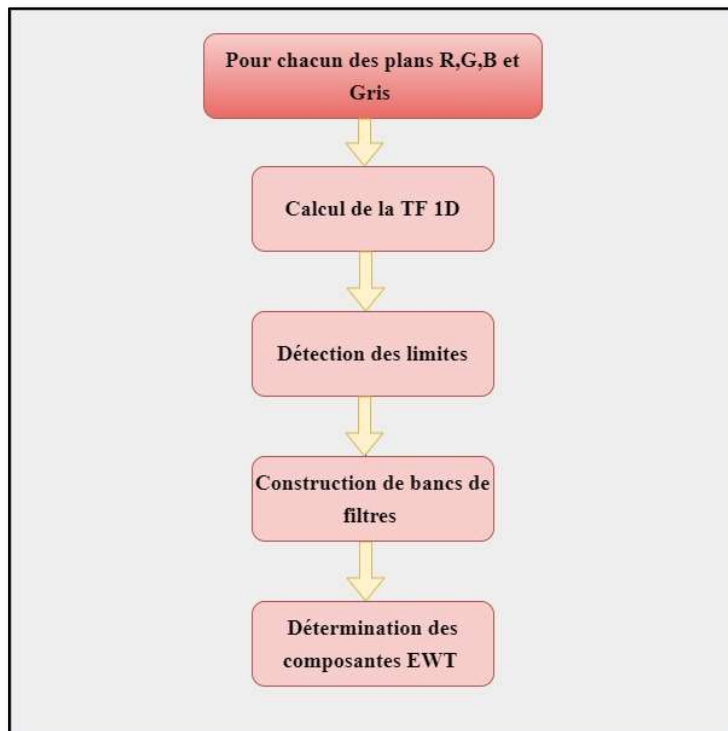 Pour chacun des plans R,G,B et
Gris
Calcul de la TF 1D
Détection des limites
Construction de bancs de
filtres
Détermination des
composantes EWT